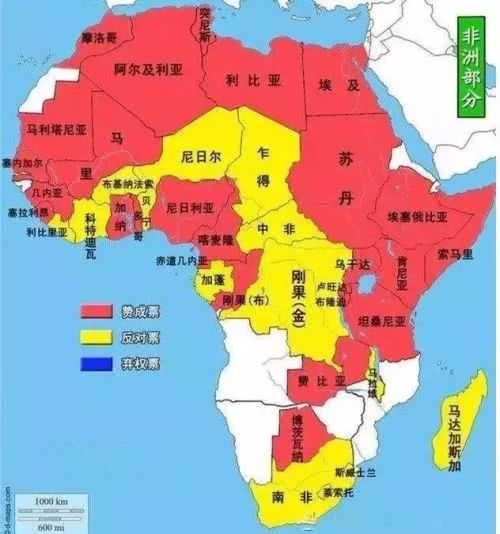 非洲部分
突尼斯
摩洛哥
阿尔及利亚
利比亚
埃及
马利塔尼亚
马里
尼日尔
乍得
苏丹
塞内加尔
几内亚
布基纳法索
贝宁
塞拉利昂
利比里亚
科特迪瓦
加纳
多哥
尼日利亚
埃塞俄比亚
喀麦隆
中非
索马里
赤道几内亚
乌干达
肯尼亚
加蓬
刚果(布)
刚果(金)
卢旺达
布隆迪
坦桑尼亚
赞成票
反对票
弃权票
赞比亚
马拉维
博茨瓦纳
马达加斯加
斯威士兰
南非
莱索托
1000 km
600 mi
d-maps.com